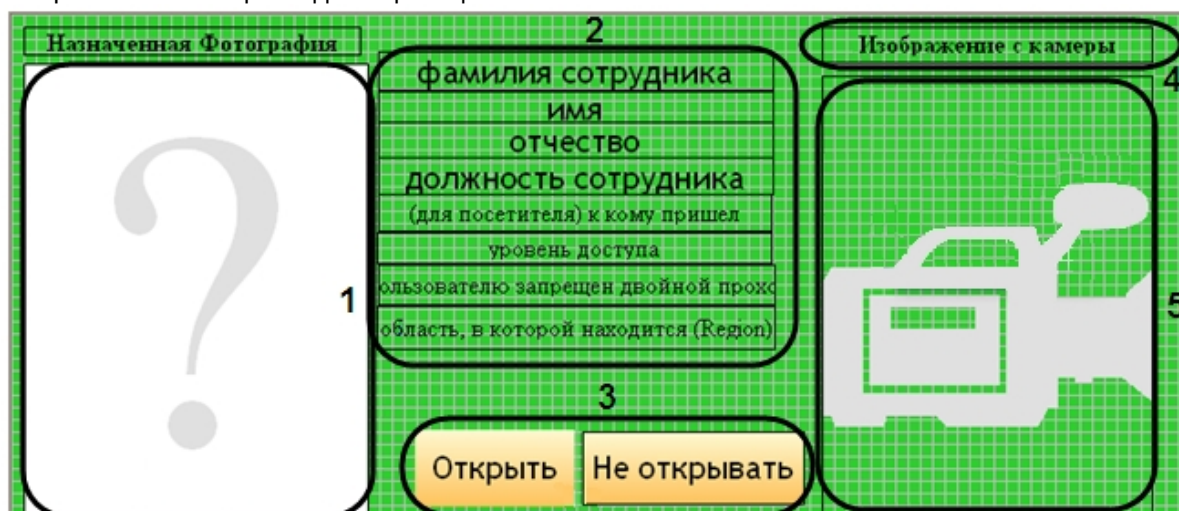 2
Назначенная Фотография
Изображение с камеры
4
фамилия сотрудника
имя
отчество
должность сотрудника
(для посетителя) к кому пришел
уровень доступа
ользователю запрещен двойной прохо
область, в которой находится (Region)
1
5
3
Открыть
Не открывать